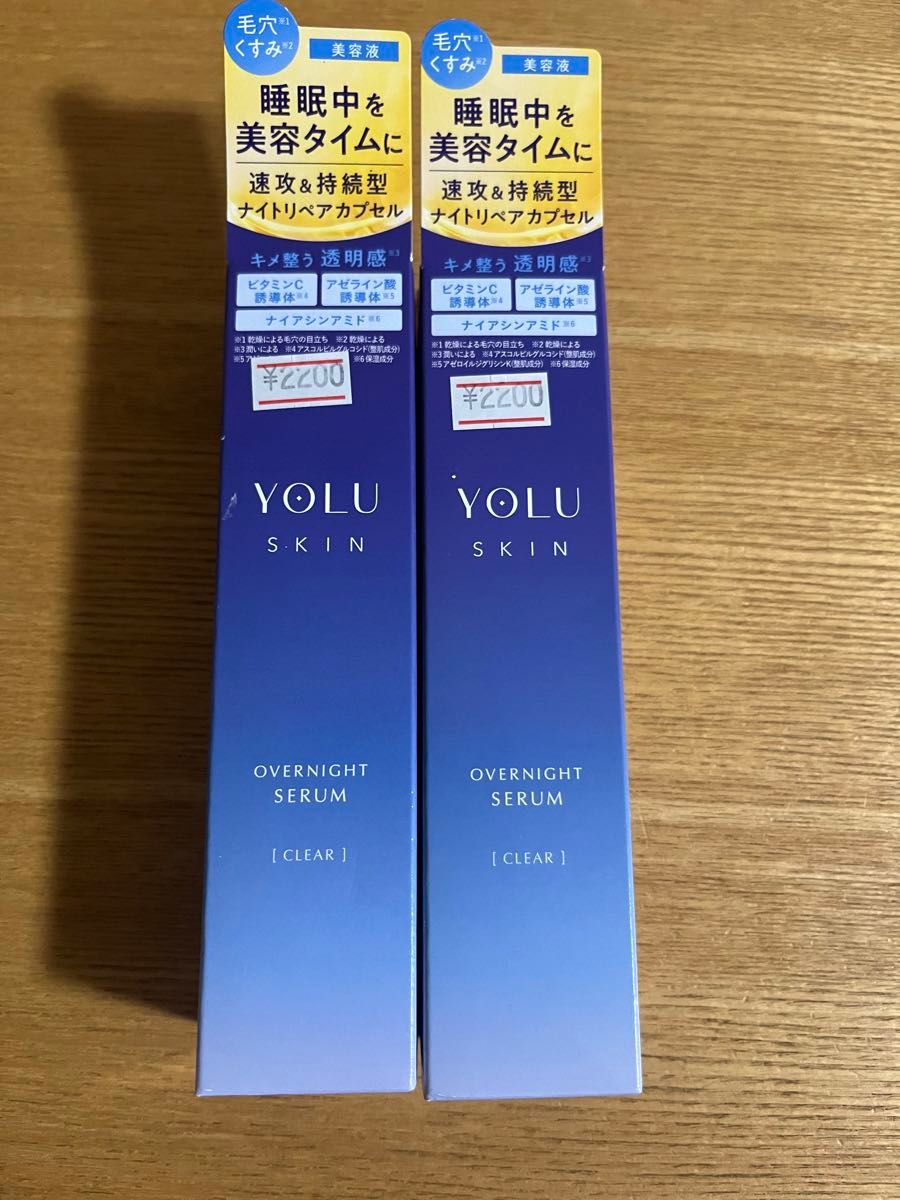 毛穴※1
くすみ※2
美容液
睡眠中を
美容タイムに
速攻&持続型
ナイトリペアカプセル
キメ整う 透明感※3
ビタミンC
誘導体※4
アゼライン酸
誘導体※5
ナイアシンアミド※6
※1 乾燥による毛穴の目立ち ※2 乾燥による
※3 潤いによる ※4 アスコルビルグルコシド(整肌成分)
※6 保湿成分
¥2200
YOLU
SKIN
OVERNIGHT
SERUM
[ CLEAR ]
毛穴※1
くすみ※2
美容液
睡眠中を
美容タイムに
速攻&持続型
ナイトリペアカプセル
キメ整う 透明感※3
ビタミンC
誘導体※4
アゼライン酸
誘導体※5
ナイアシンアミド※6
※1 乾燥による毛穴の目立ち ※2 乾燥による
※3 潤いによる ※4 アスコルビルグルコシド(整肌成分)
※5 アゼロイルジグリシンK(整肌成分) ※6 保湿成分
¥2200
YOLU
SKIN
OVERNIGHT
SERUM
[ CLEAR ]